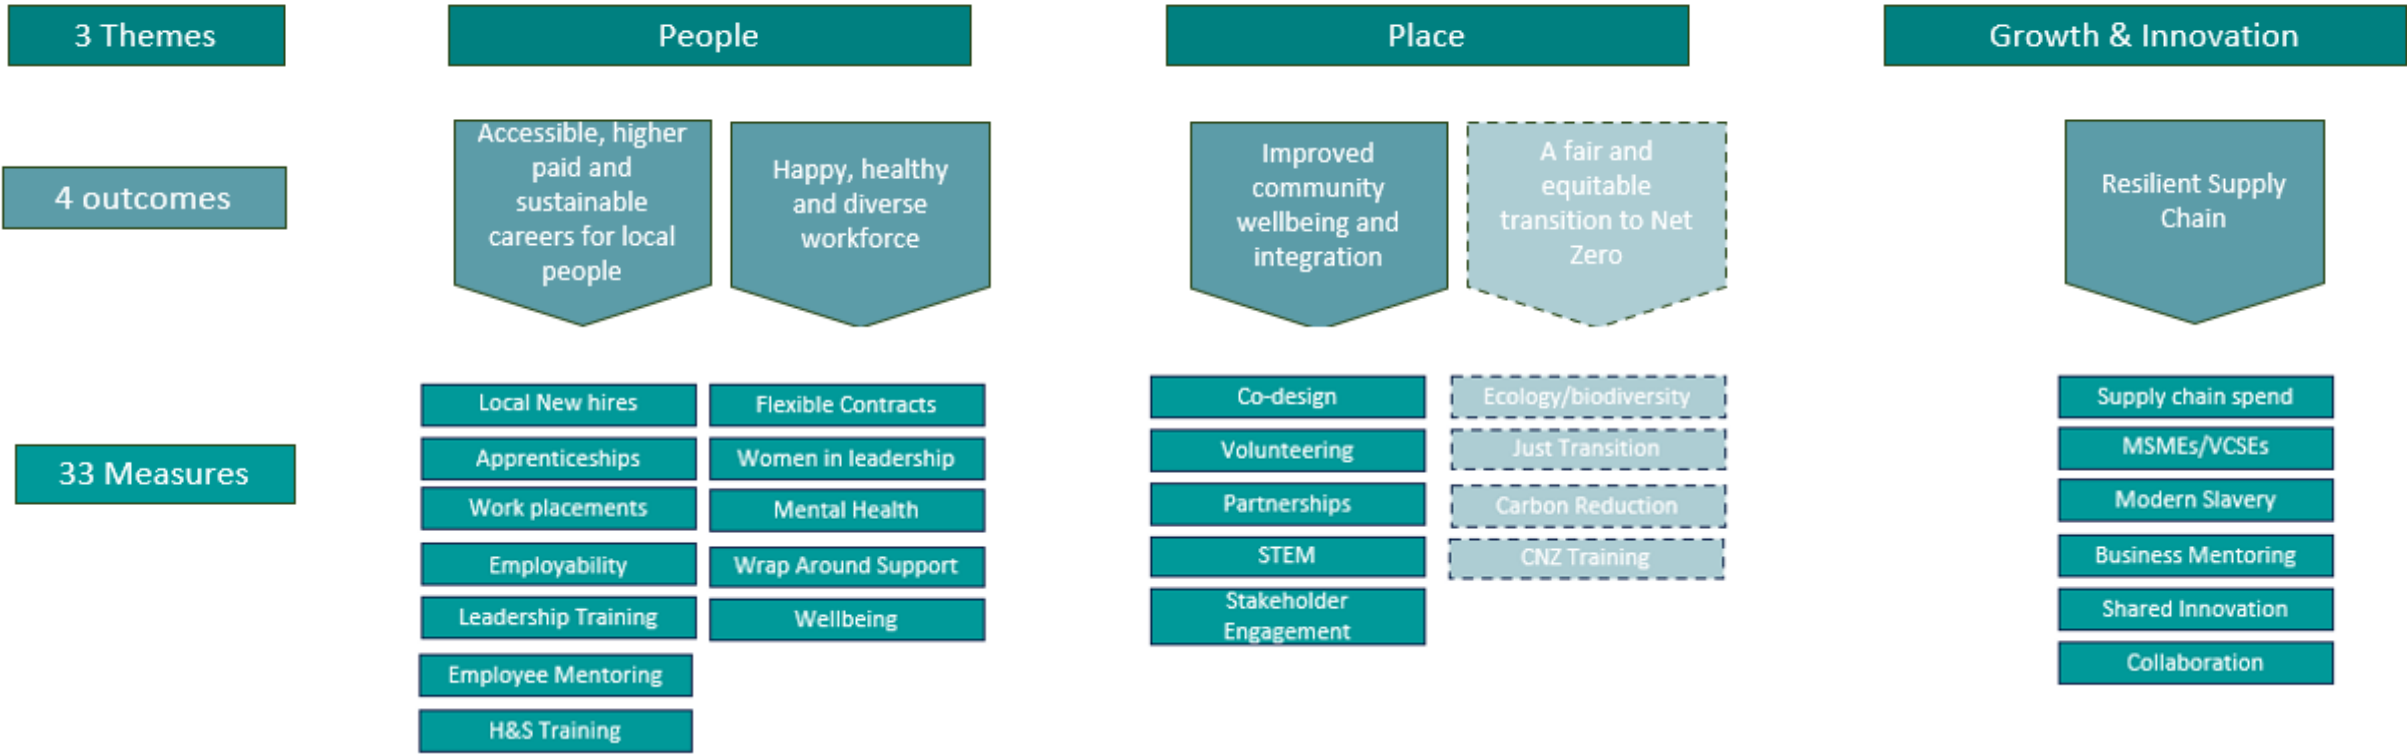 3 Themes
People
Place
Growth & Innovation
4 outcomes
Accessible, higher
paid and
sustainable
careers for local
people
Happy, healthy
and diverse
workforce
Improved
community
wellbeing and
integration
A fair and
equitable
transition to Net
Zero
Resilient Supply
Chain
33 Measures
Local New hires
Apprenticeships
Work placements
Employability
Leadership Training
Employee Mentoring
H&S Training
Flexible Contracts
Women in leadership
Mental Health
Wrap Around Support
Wellbeing
Co-design
Volunteering
Partnerships
STEM
Stakeholder
Engagement
Ecology/biodiversity
Just Transition
Carbon Reduction
CNZ Training
Supply chain spend
MSMEs/VCSEs
Modern Slavery
Business Mentoring
Shared Innovation
Collaboration